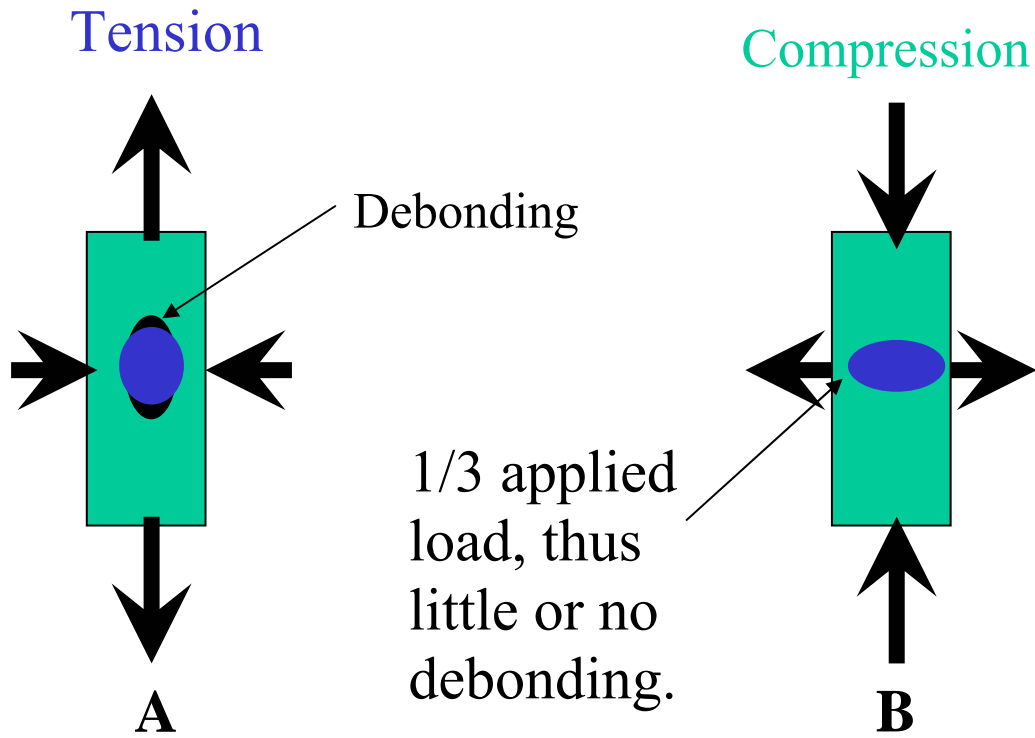 Tension
Compression
Debonding
1/3 applied
load, thus
little or no
debonding.
A
B